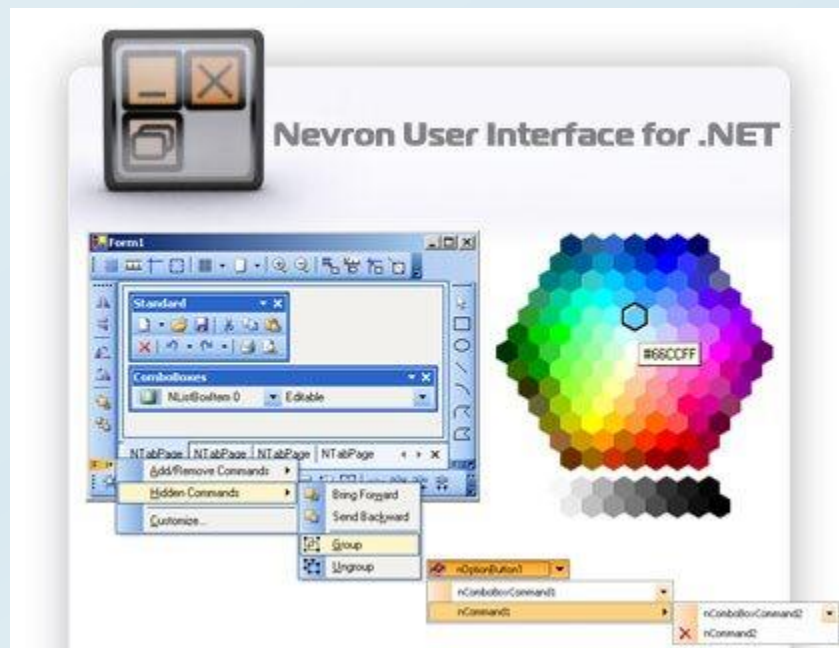 Nevron User Interface for .NET
Form1
Standard
ComboBoxes
NListBoxItem 0
Editable
NTabPage NTabPage NTabPage NTabPage
Add/Remove Commands
Hidden Commands
Customize...
Bring Forward
Send Backward
Group
Ungroup
#66CCFF
nOptionButton1
nComboBoxCommand1
nCommand1
nComboBoxCommand2
nCommand2